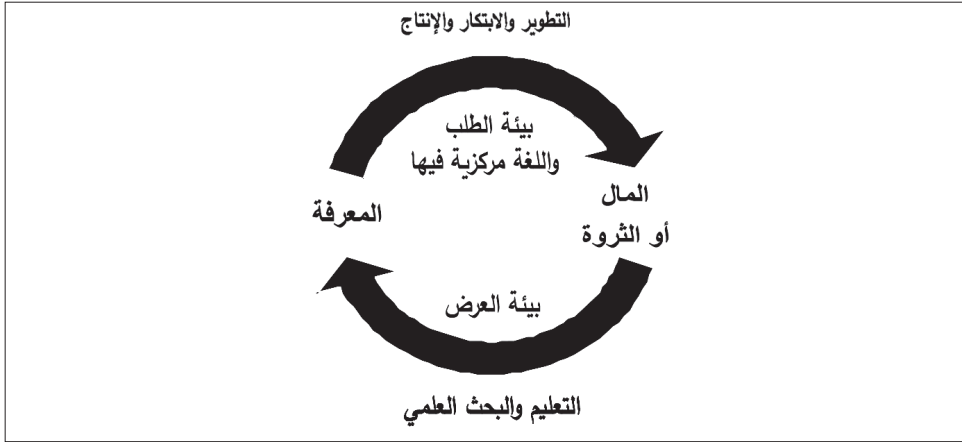 التطوير والابتكار والإنتاج
بيئة الطلب
واللغة مركزية فيها
المال
أو الثروة
المعرفة
بيئة العرض
التعليم والبحث العلمي